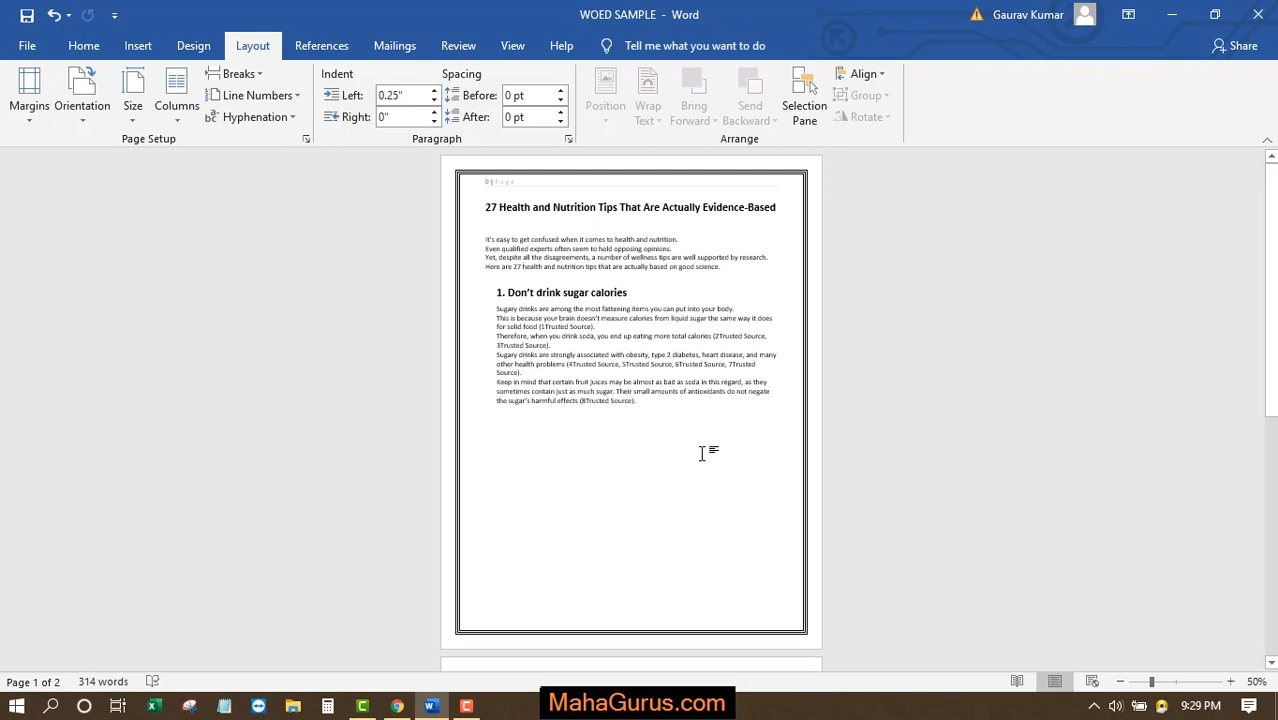 WOED SAMPLE - Word
Gaurav Kumar
File Home Insert Design Layout References Mailings Review View Help Tell me what you want to do Share
Margins
Orientation
Size
Columns
Breaks
Line Numbers
Hyphenation
Page Setup
Indent
Left: 0.25"
Right: 0"
Spacing
Before: 0 pt
After: 0 pt
Paragraph
Position
Wrap
Text
Bring
Forward
Send
Backward
Selection
Pane
Align
Group
Rotate
Arrange
0 | Page
27 Health and Nutrition Tips That Are Actually Evidence-Based
It's easy to get confused when it comes to health and nutrition.
Even qualified experts often seem to hold opposing opinions.
Yet, despite all the disagreements, a number of wellness tips are well supported by research.
Here are 27 health and nutrition tips that are actually based on good science.
1. Don't drink sugar calories
Sugary drinks are among the most fattening items you can put into your body.
This is because your brain doesn't measure calories from liquid sugar the same way it does
for solid food (1Trusted Source).
Therefore, when you drink soda, you end up eating more total calories (2Trusted Source,
3Trusted Source).
Sugary drinks are strongly associated with obesity, type 2 diabetes, heart disease, and many
other health problems (4Trusted Source, 5Trusted Source, 6Trusted Source, 7Trusted
Source).
Keep in mind that certain fruit juices may be almost as bad as soda in this regard, as they
sometimes contain just as much sugar. Their small amounts of antioxidants do not negate
the sugar's harmful effects (8Trusted Source).
Page 1 of 2 314 words 50%
MahaGurus.com
9:29 PM